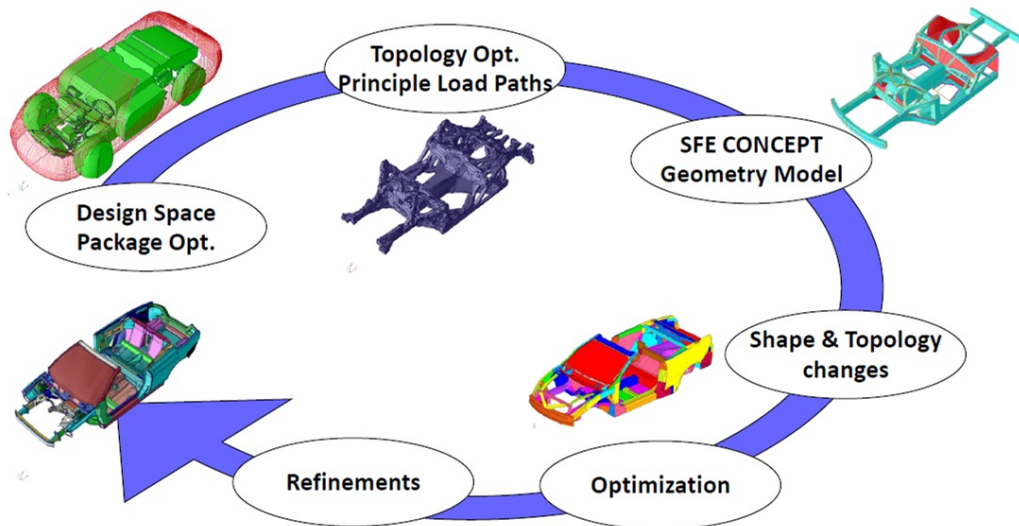 Topology Opt.
Principle Load Paths
SFE CONCEPT
Geometry Model
Design Space
Package Opt.
Shape & Topology
changes
Refinements
Optimization